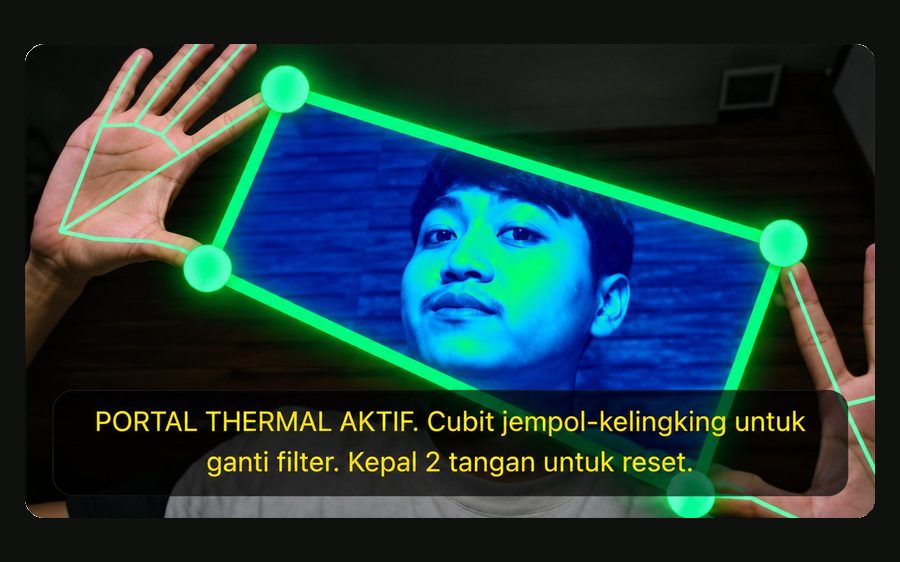 PORTAL THERMAL AKTIF. Cubit jempol-kelingking untuk
ganti filter. Kepal 2 tangan untuk reset.